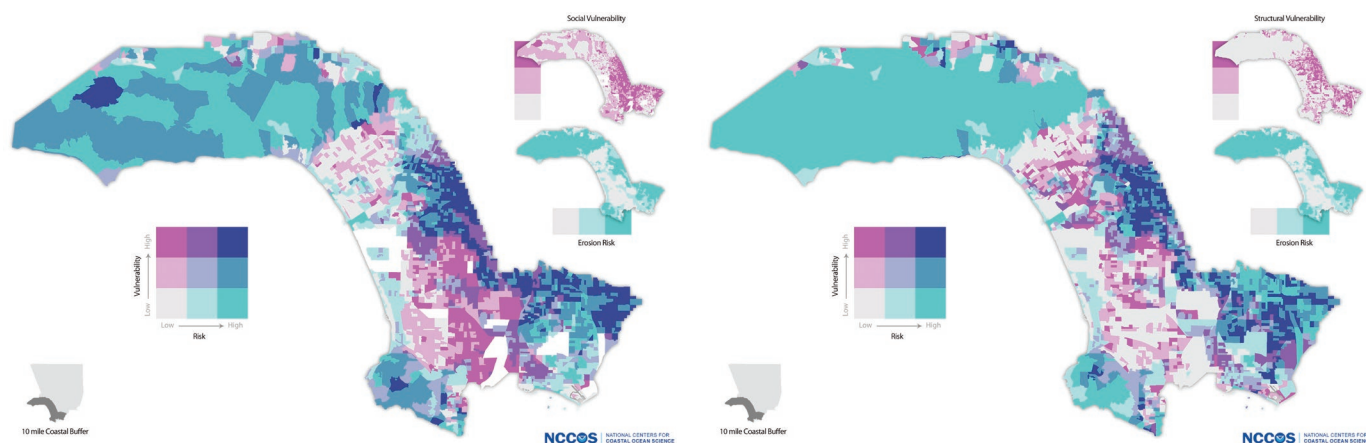 Social Vulnerability
Erosion Risk
High
Vulnerability
Low
Low
High
Risk
10 mile Coastal Buffer
NCCOS
NATIONAL CENTERS FOR
COASTAL OCEAN SCIENCE
Structural Vulnerability
Erosion Risk
High
Vulnerability
Low
Low
High
Risk
10 mile Coastal Buffer
NCCOS
NATIONAL CENTERS FOR
COASTAL OCEAN SCIENCE